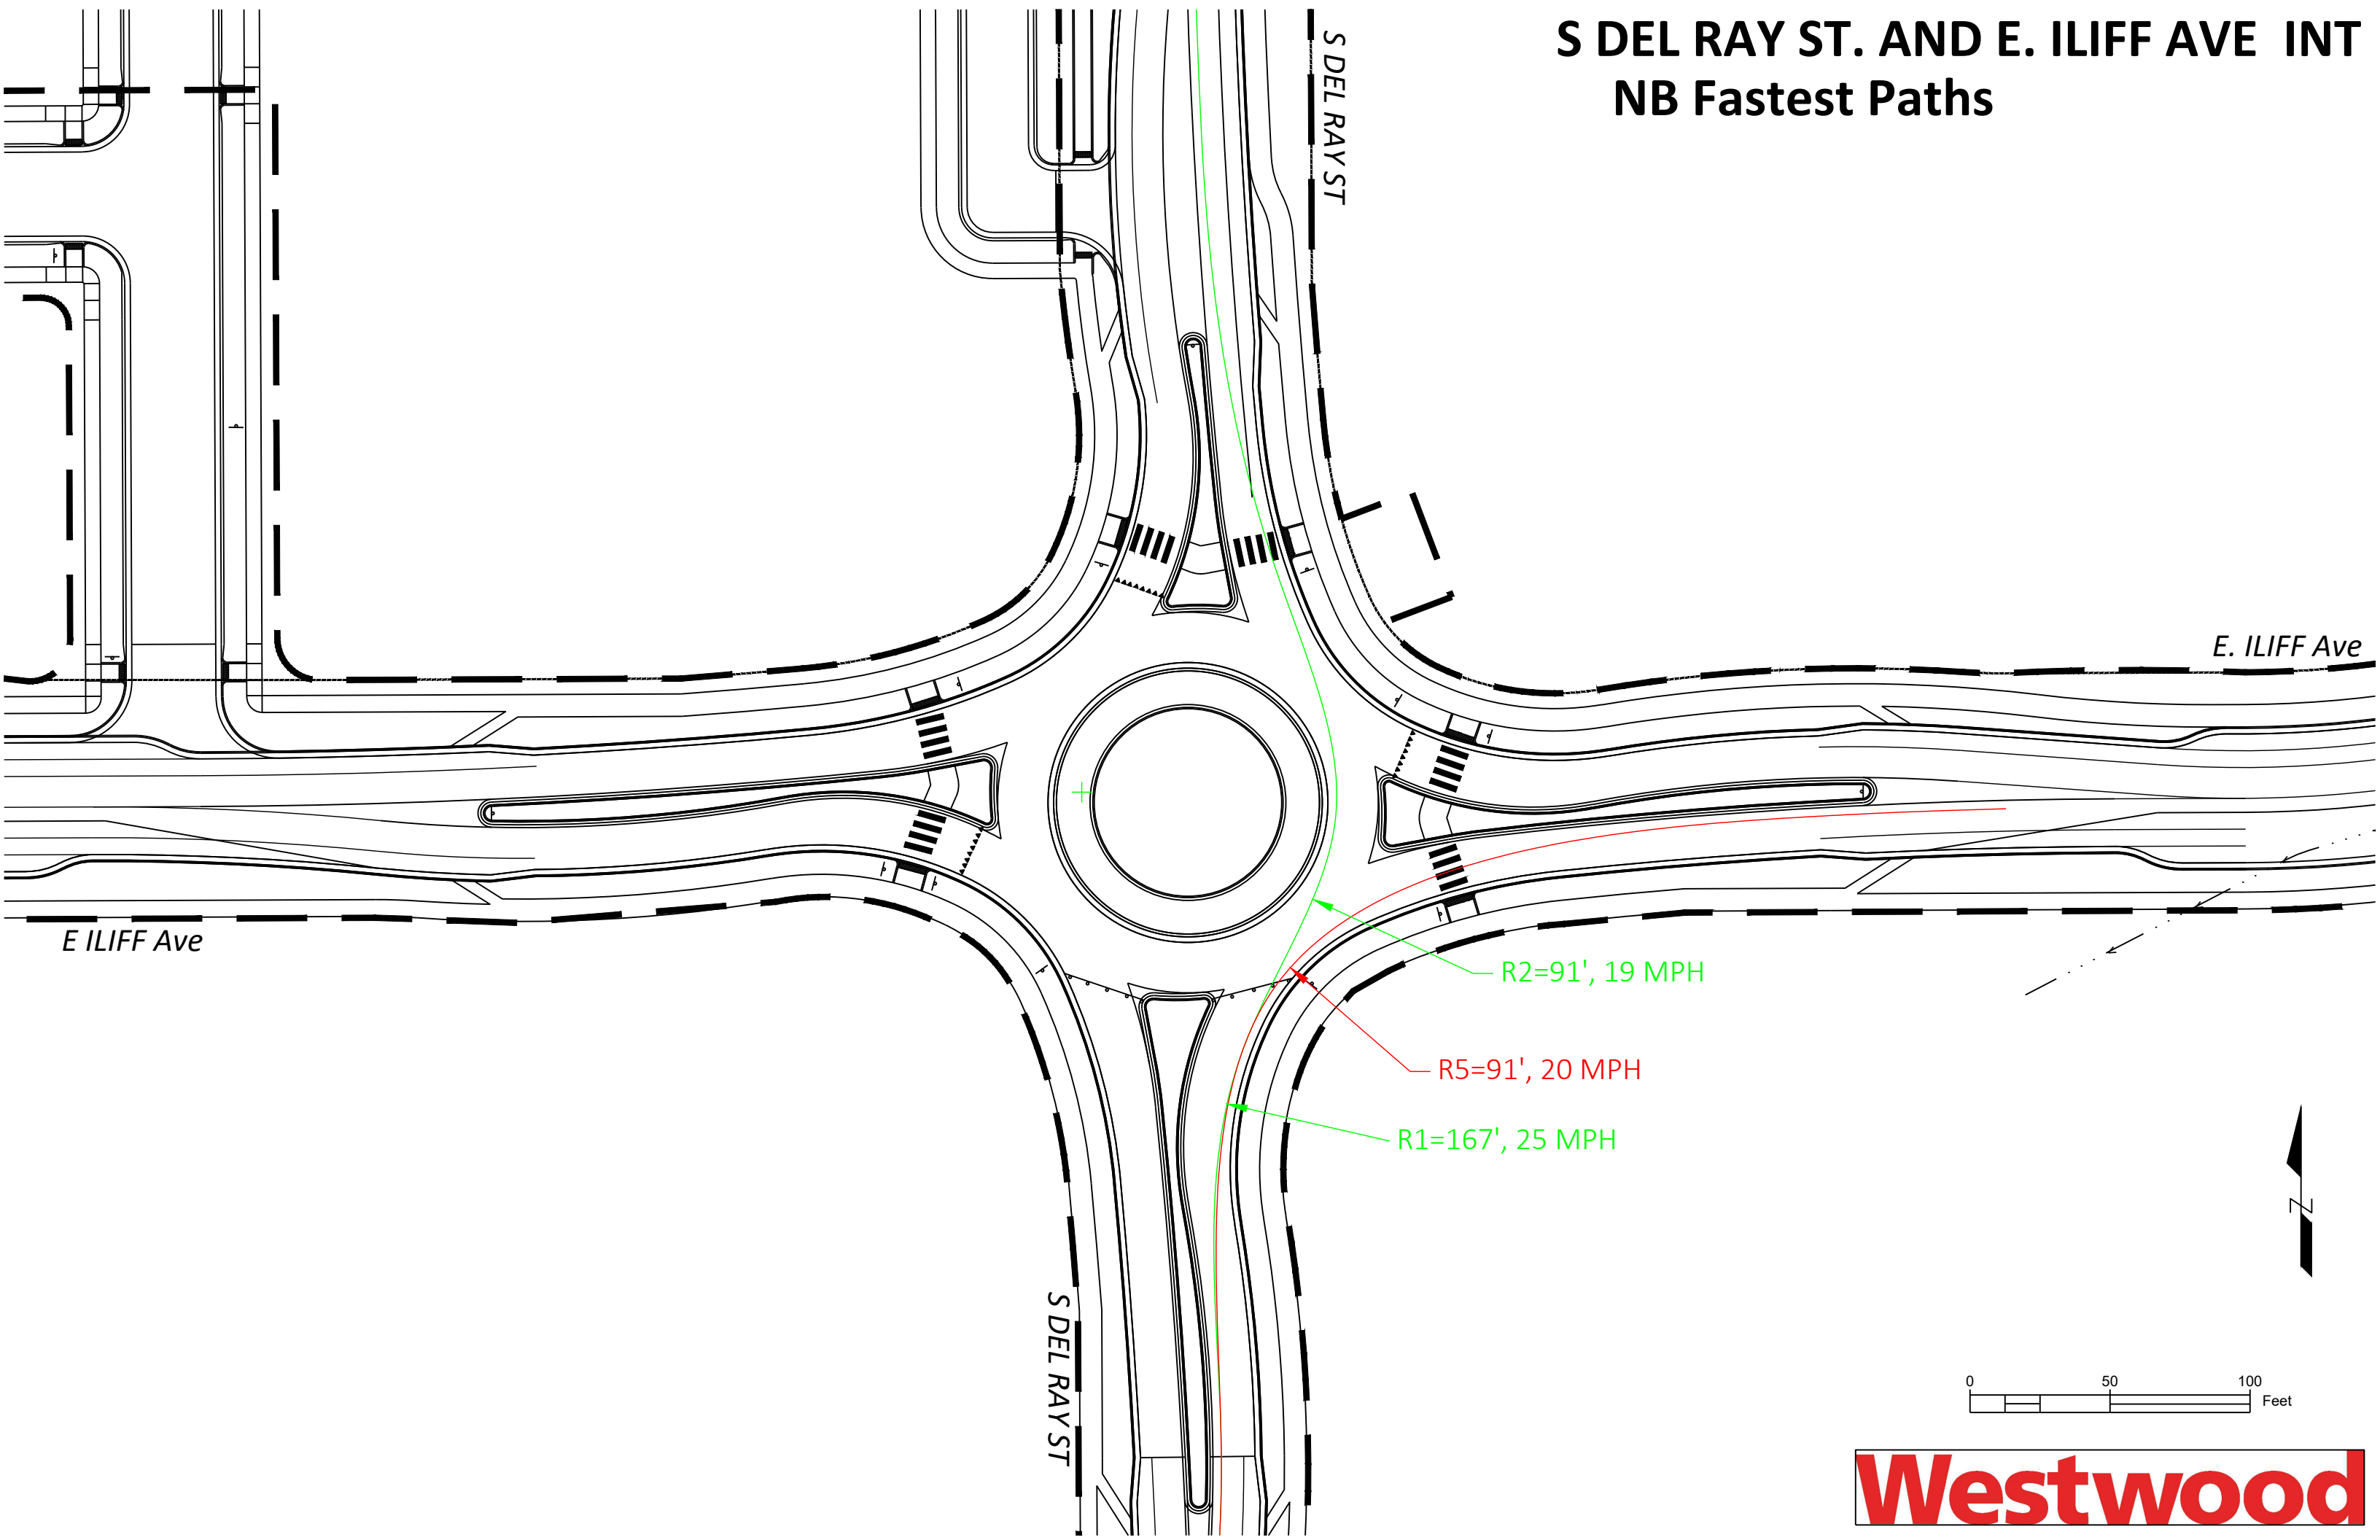 S DEL RAY ST. AND E. ILIFF AVE INT
NB Fastest Paths
S DEL RAY ST
E. ILIFF Ave
E ILIFF Ave
R2=91', 19 MPH
R5=91', 20 MPH
R1=167', 25 MPH
Z
S DEL RAY ST
0 50 100
Feet
Westwood